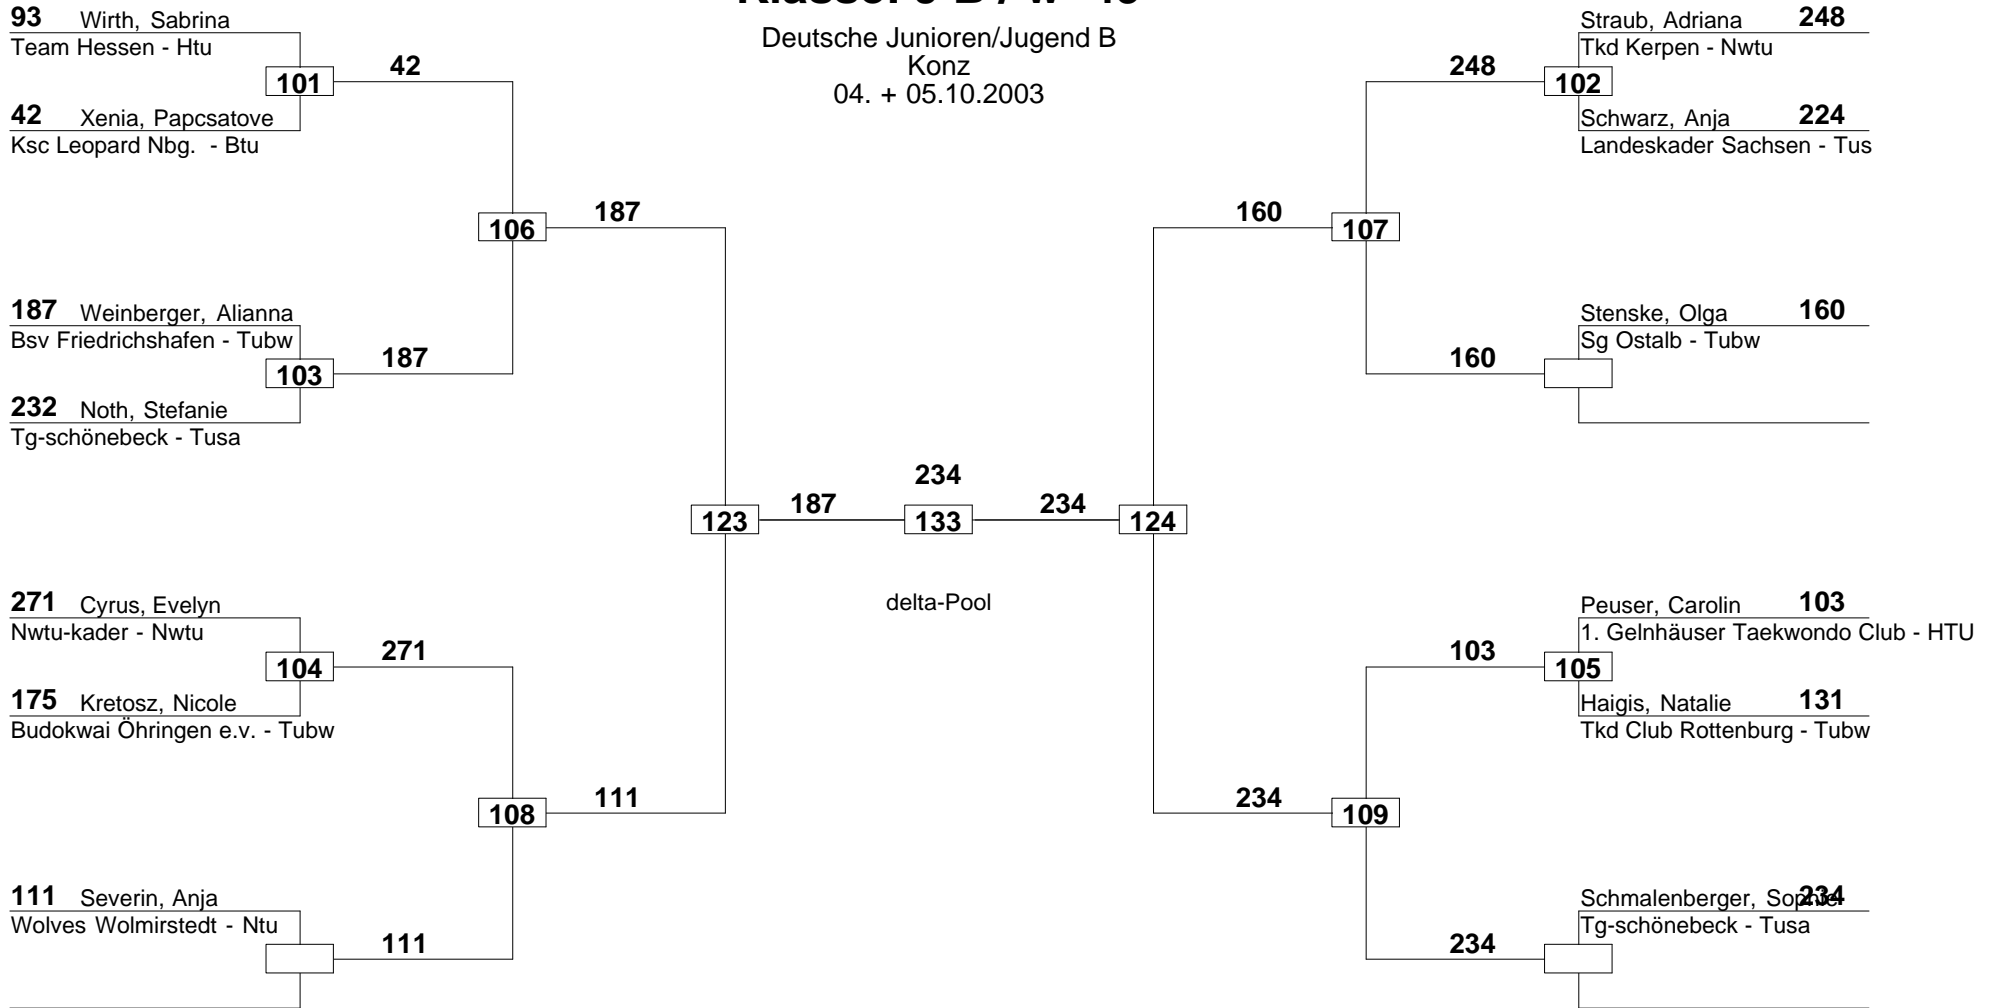 93 Wirth, Sabrina
Team Hessen - Htu
101
42
42 Xenia, Papcsatove
Ksc Leopard Nbg. - Btu
106
187
187 Weinberger, Alianna
Bsv Friedrichshafen - Tubw
103
187
232 Noth, Stefanie
Tg-schönebeck - Tusa
123
187
271 Cyrus, Evelyn
Nwtu-kader - Nwtu
104
271
175 Kretosz, Nicole
Budokwai Öhringen e.v. - Tubw
108
111
111 Severin, Anja
Wolves Wolmirstedt - Ntu
111
Deutsche Junioren/Jugend B
Konz
04. + 05.10.2003
234
133
delta-Pool
234
124
Straub, Adriana 248
Tkd Kerpen - Nwtu
248
102
Schwarz, Anja 224
Landeskader Sachsen - Tus
160
107
Stenske, Olga 160
Sg Ostalb - Tubw
160
Peuser, Carolin 103
1. Gelnhäuser Taekwondo Club - HTU
103
105
Haigis, Natalie 131
Tkd Club Rottenburg - Tubw
234
109
Schmalenberger, Sophie 234
Tg-schönebeck - Tusa
234